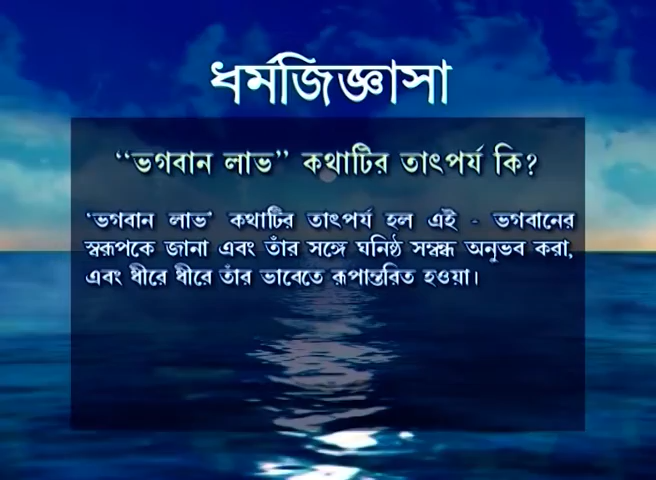 ধর্মজিজ্ঞাসা
“ভগবান লাভ” কথাটির তাৎপর্য কি?
‘ভগবান লাভ’ কথাটির তাৎপর্য হল এই - ভগবানের
স্বরূপকে জানা এবং তাঁর সঙ্গে ঘনিষ্ঠ সম্বন্ধ অনুভব করা,
এবং ধীরে ধীরে তাঁর ভাবেতে রূপান্তরিত হওয়া।